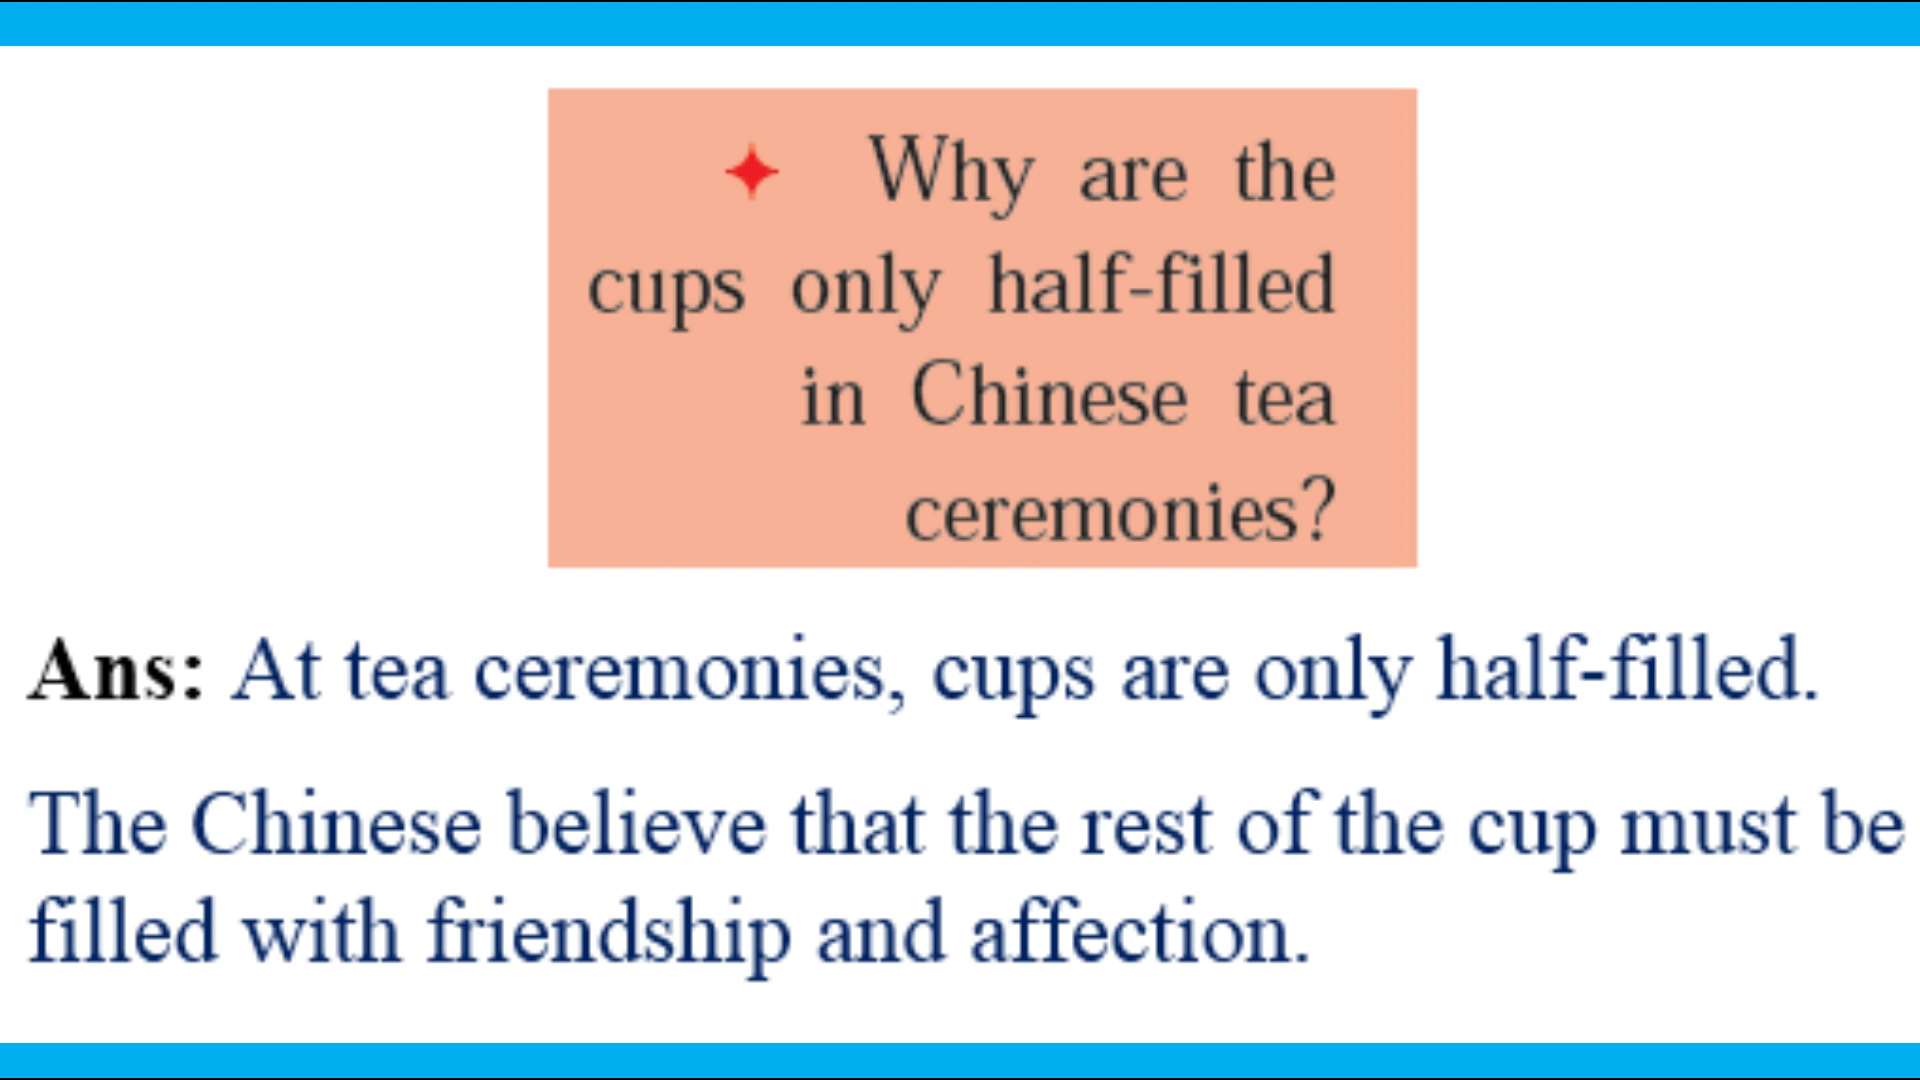 Why are the
cups only half-filled
in Chinese tea
ceremonies?
Ans: At tea ceremonies, cups are only half-filled.
The Chinese believe that the rest of the cup must be
filled with friendship and affection.